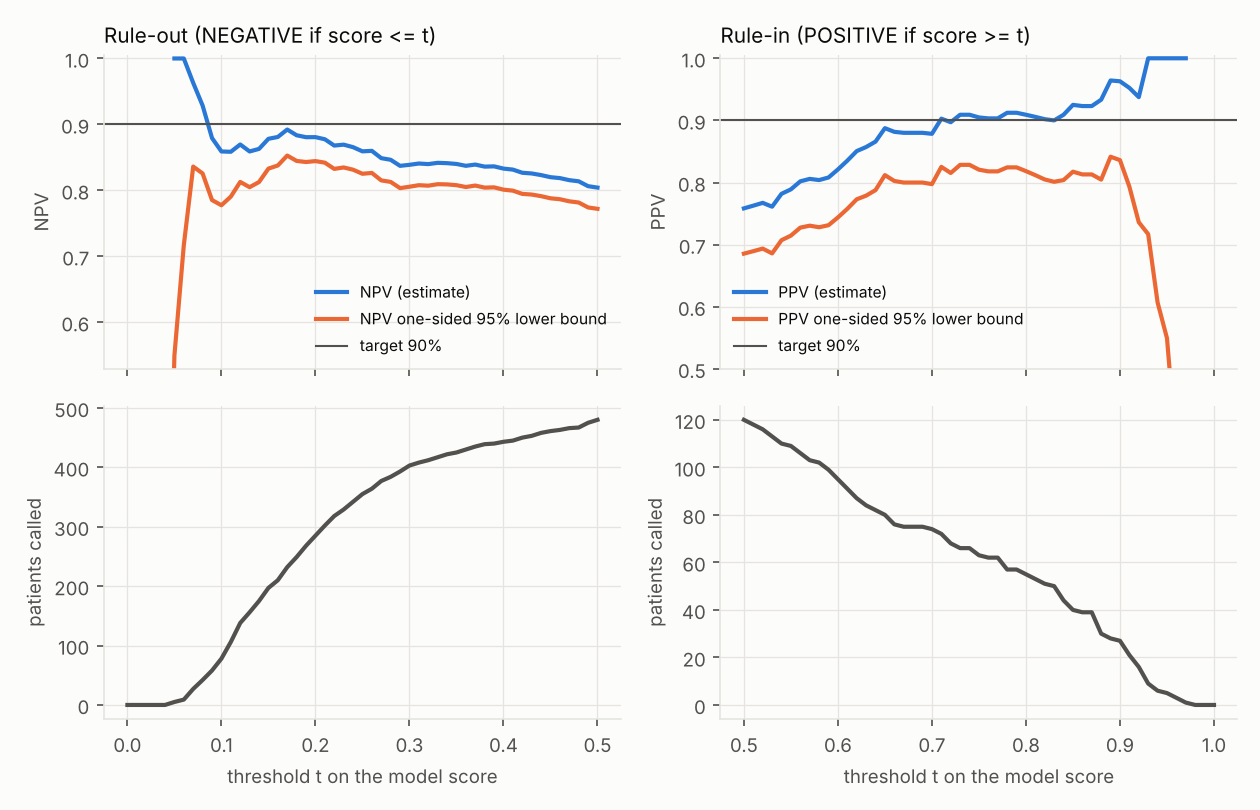 Rule-out (NEGATIVE if score <= t)
1.0
0.9
0.8
0.7
0.6
NPV
NPV (estimate)
NPV one-sided 95% lower bound
target 90%
Rule-in (POSITIVE if score >= t)
1.0
0.9
0.8
0.7
0.6
0.5
PPV
PPV (estimate)
PPV one-sided 95% lower bound
target 90%
500
400
300
200
100
0
patients called
0.0 0.1 0.2 0.3 0.4 0.5
threshold t on the model score
120
100
80
60
40
20
0
patients called
0.5 0.6 0.7 0.8 0.9 1.0
threshold t on the model score